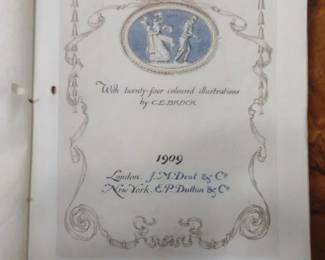 With twenty-four coloured illustrations
by C.E.BROCK
1909
London. J.M.Dent & Cº
New York. E.P.Dutton & Cº